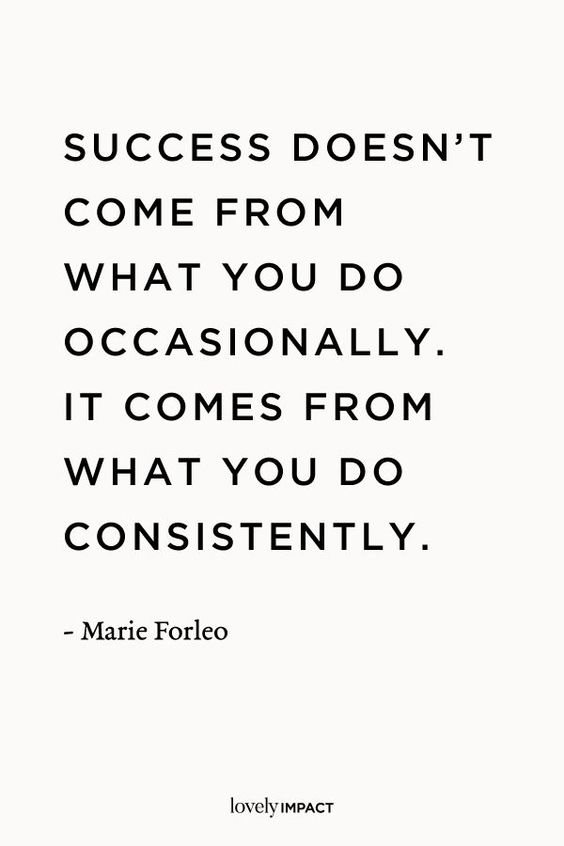 SUCCESS DOESN’T
COME FROM
WHAT YOU DO
OCCASIONALLY.
IT COMES FROM
WHAT YOU DO
CONSISTENTLY.
– Marie Forleo
lovely IMPACT